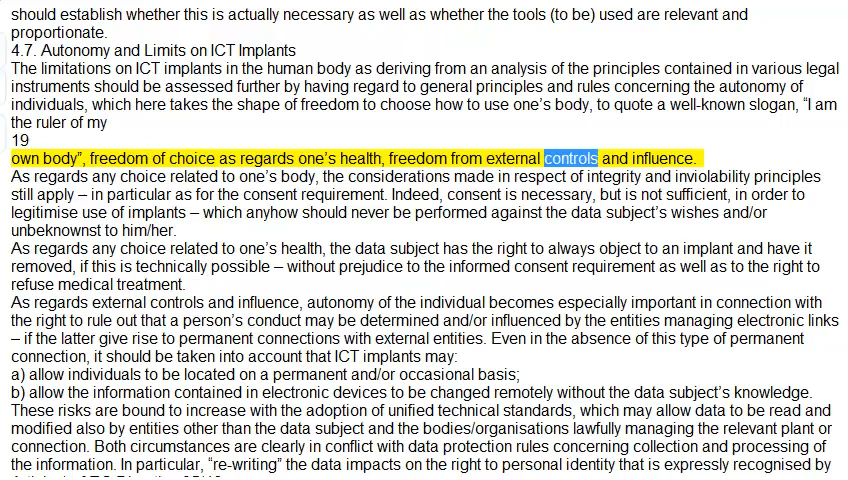 should establish whether this is actually necessary as well as whether the tools (to be) used are relevant and
proportionate.
4.7. Autonomy and Limits on ICT Implants
The limitations on ICT implants in the human body as deriving from an analysis of the principles contained in various legal
instruments should be assessed further by having regard to general principles and rules concerning the autonomy of
individuals, which here takes the shape of freedom to choose how to use one’s body, to quote a well-known slogan, “I am
the ruler of my
19
own body”, freedom of choice as regards one’s health, freedom from external controls and influence.
As regards any choice related to one’s body, the considerations made in respect of integrity and inviolability principles
still apply – in particular as for the consent requirement. Indeed, consent is necessary, but is not sufficient, in order to
legitimise use of implants – which anyhow should never be performed against the data subject’s wishes and/or
unbeknownst to him/her.
As regards any choice related to one’s health, the data subject has the right to always object to an implant and have it
removed, if this is technically possible – without prejudice to the informed consent requirement as well as to the right to
refuse medical treatment.
As regards external controls and influence, autonomy of the individual becomes especially important in connection with
the right to rule out that a person’s conduct may be determined and/or influenced by the entities managing electronic links
– if the latter give rise to permanent connections with external entities. Even in the absence of this type of permanent
connection, it should be taken into account that ICT implants may:
a) allow individuals to be located on a permanent and/or occasional basis;
b) allow the information contained in electronic devices to be changed remotely without the data subject’s knowledge.
These risks are bound to increase with the adoption of unified technical standards, which may allow data to be read and
modified also by entities other than the data subject and the bodies/organisations lawfully managing the relevant plant or
connection. Both circumstances are clearly in conflict with data protection rules concerning collection and processing of
the information. In particular, “re-writing” the data impacts on the right to personal identity that is expressly recognised by